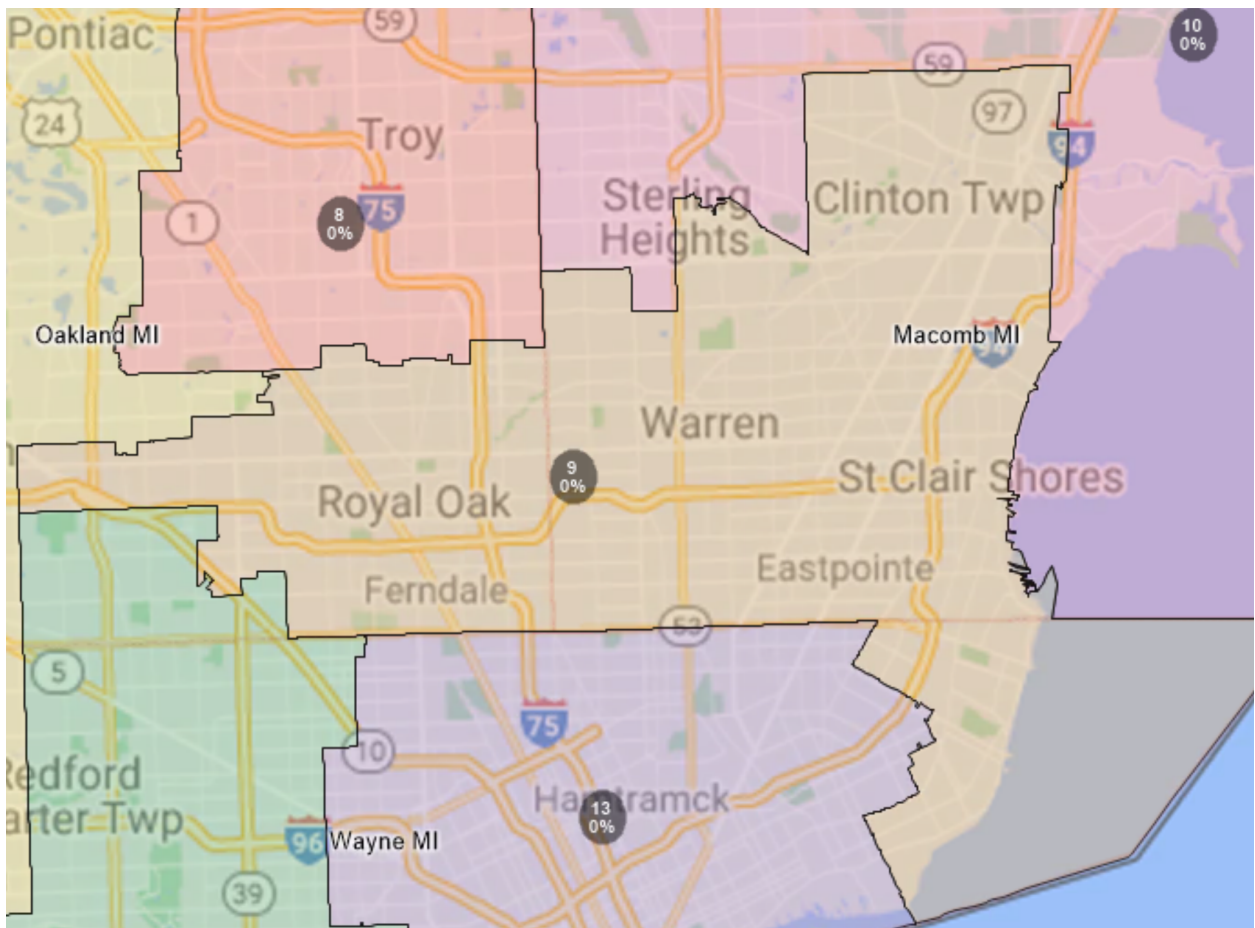 Pontiac
59
10
0%
59
24
97
Troy
94
Sterling
Heights
Clinton Twp
8
0%
75
1
Oakland MI
Macomb MI
94
Warren
9
0%
St Clair Shores
Royal Oak
Eastpointe
Ferndale
53
5
75
10
Redford
arter Twp
Hamtramck
13
0%
96
Wayne MI
39